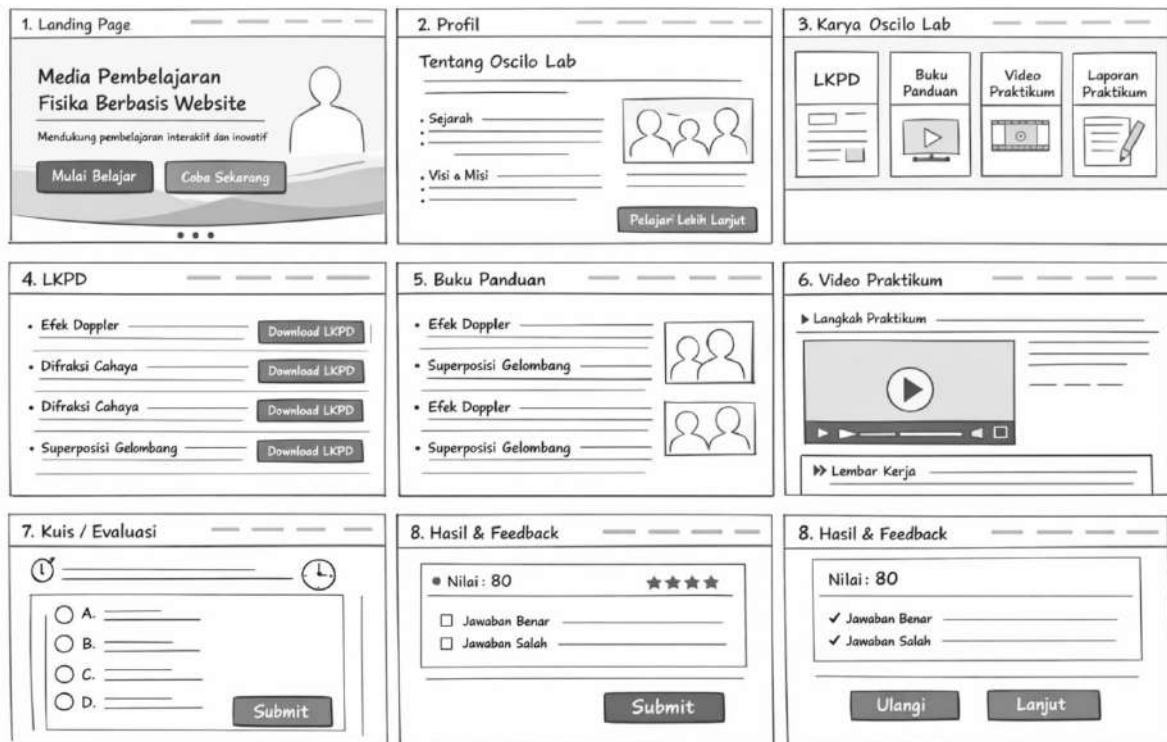 1. Landing Page
Media Pembelajaran
Fisika Berbasis Website
Mendukung pembelajaran interakiit dan inovatif
Mulai Belajar
Coba Sekarang
2. Profil
Tentang Oscilo Lab
• Sejarah
• Visi & Misi
Pelajari Lekih Lanjut
3. Karya Oscilo Lab
LKPD
Buku
Panduan
Video
Praktikum
Laporan
Praktikum
4. LKPD
• Efek Doppler
Download LKPD
• Difraksi Cahaya
Download LKPD
• Difraksi Cahaya
Download LKPD
• Superposisi Gelombang
Download LKPD
5. Buku Panduan
• Efek Doppler
• Superposisi Gelombang
• Efek Doppler
• Superposisi Gelombang
6. Video Praktikum
Langkah Praktikum
Lembar Kerja
7. Kuis / Evaluasi
A.
B.
C.
D.
Submit
8. Hasil & Feedback
• Nilai: 80
Jawaban Benar
Jawaban Salah
Submit
8. Hasil & Feedback
Nilai: 80
✓ Jawaban Benar
✓ Jawaban Salah
Ulangi
Lanjut